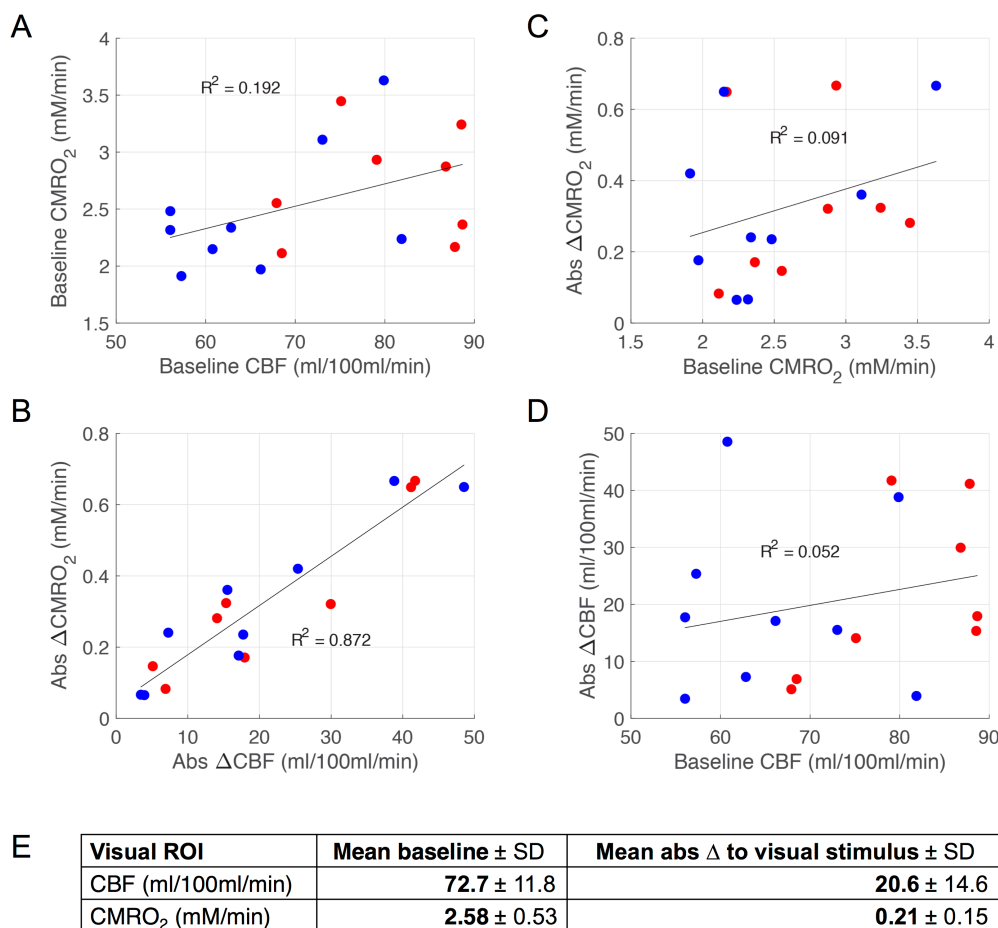 A
Baseline CMRO2 (mM/min)
4
3.5
3
2.5
2
1.5
R2 = 0.192
50 60 70 80 90
Baseline CBF (ml/100ml/min)
C
Abs ΔCMRO2 (mM/min)
0.8
0.6
0.4
0.2
0
R2 = 0.091
1.5 2 2.5 3 3.5 4
Baseline CMRO2 (mM/min)
B
Abs ΔCMRO2 (mM/min)
0.8
0.6
0.4
0.2
0
R2 = 0.872
0 10 20 30 40 50
Abs ΔCBF (ml/100ml/min)
D
Abs ΔCBF (ml/100ml/min)
50
40
30
20
10
0
R2 = 0.052
50 60 70 80 90
Baseline CBF (ml/100ml/min)
E
Visual ROI Mean baseline ± SD Mean abs Δ to visual stimulus ± SD
CBF (ml/100ml/min) 72.7 ± 11.8 20.6 ± 14.6
CMRO2 (mM/min) 2.58 ± 0.53 0.21 ± 0.15